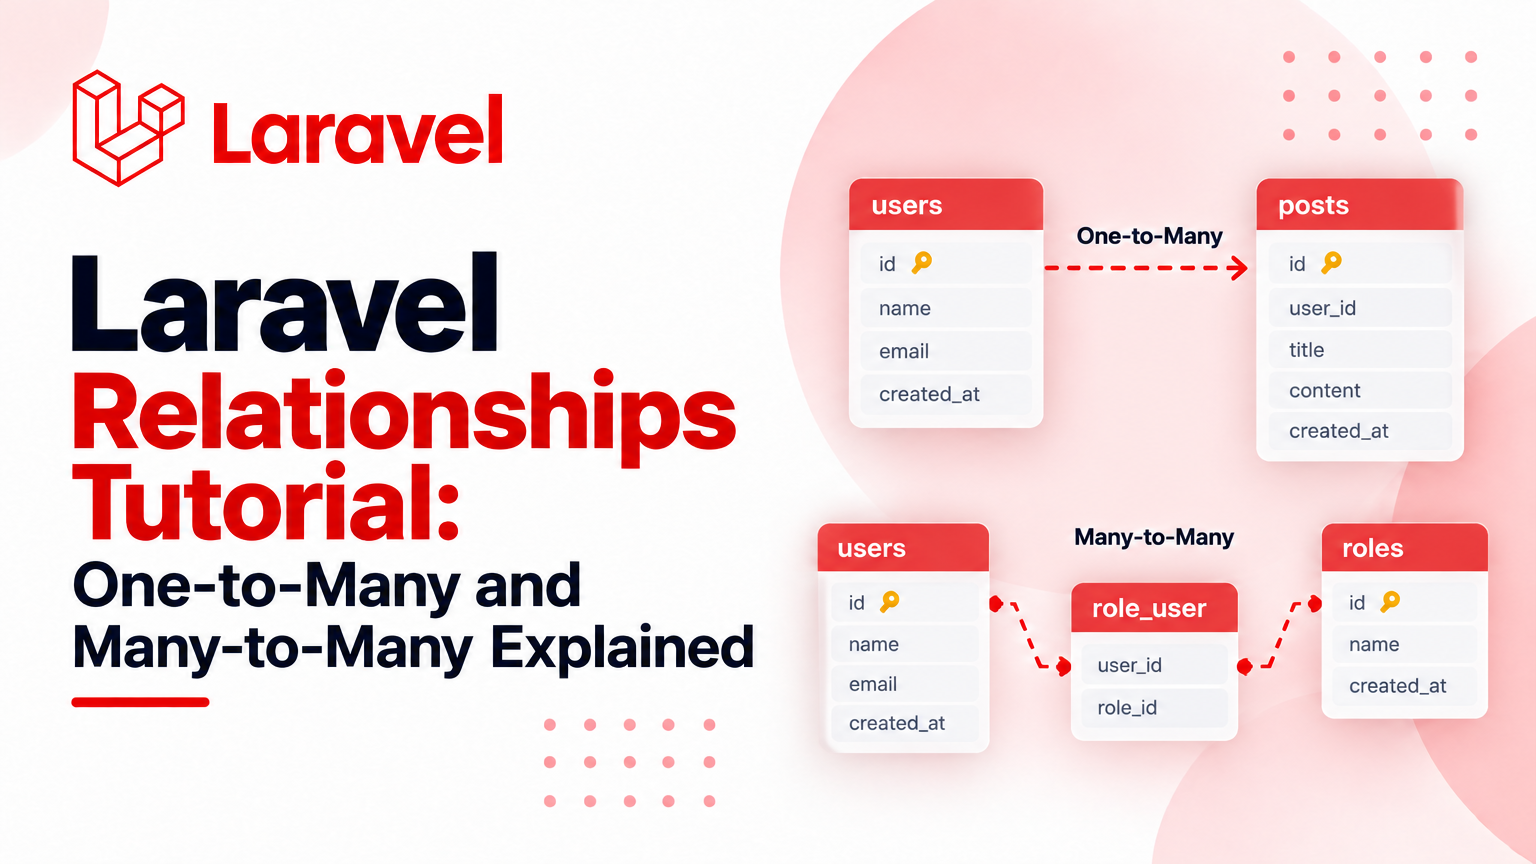 Laravel
Laravel
Relationships
Tutorial:
One-to-Many and
Many-to-Many Explained
users
id
name
email
created_at
One-to-Many
posts
id
user_id
title
content
created_at
Many-to-Many
users
id
name
email
created_at
role_user
user_id
role_id
roles
id
name
created_at